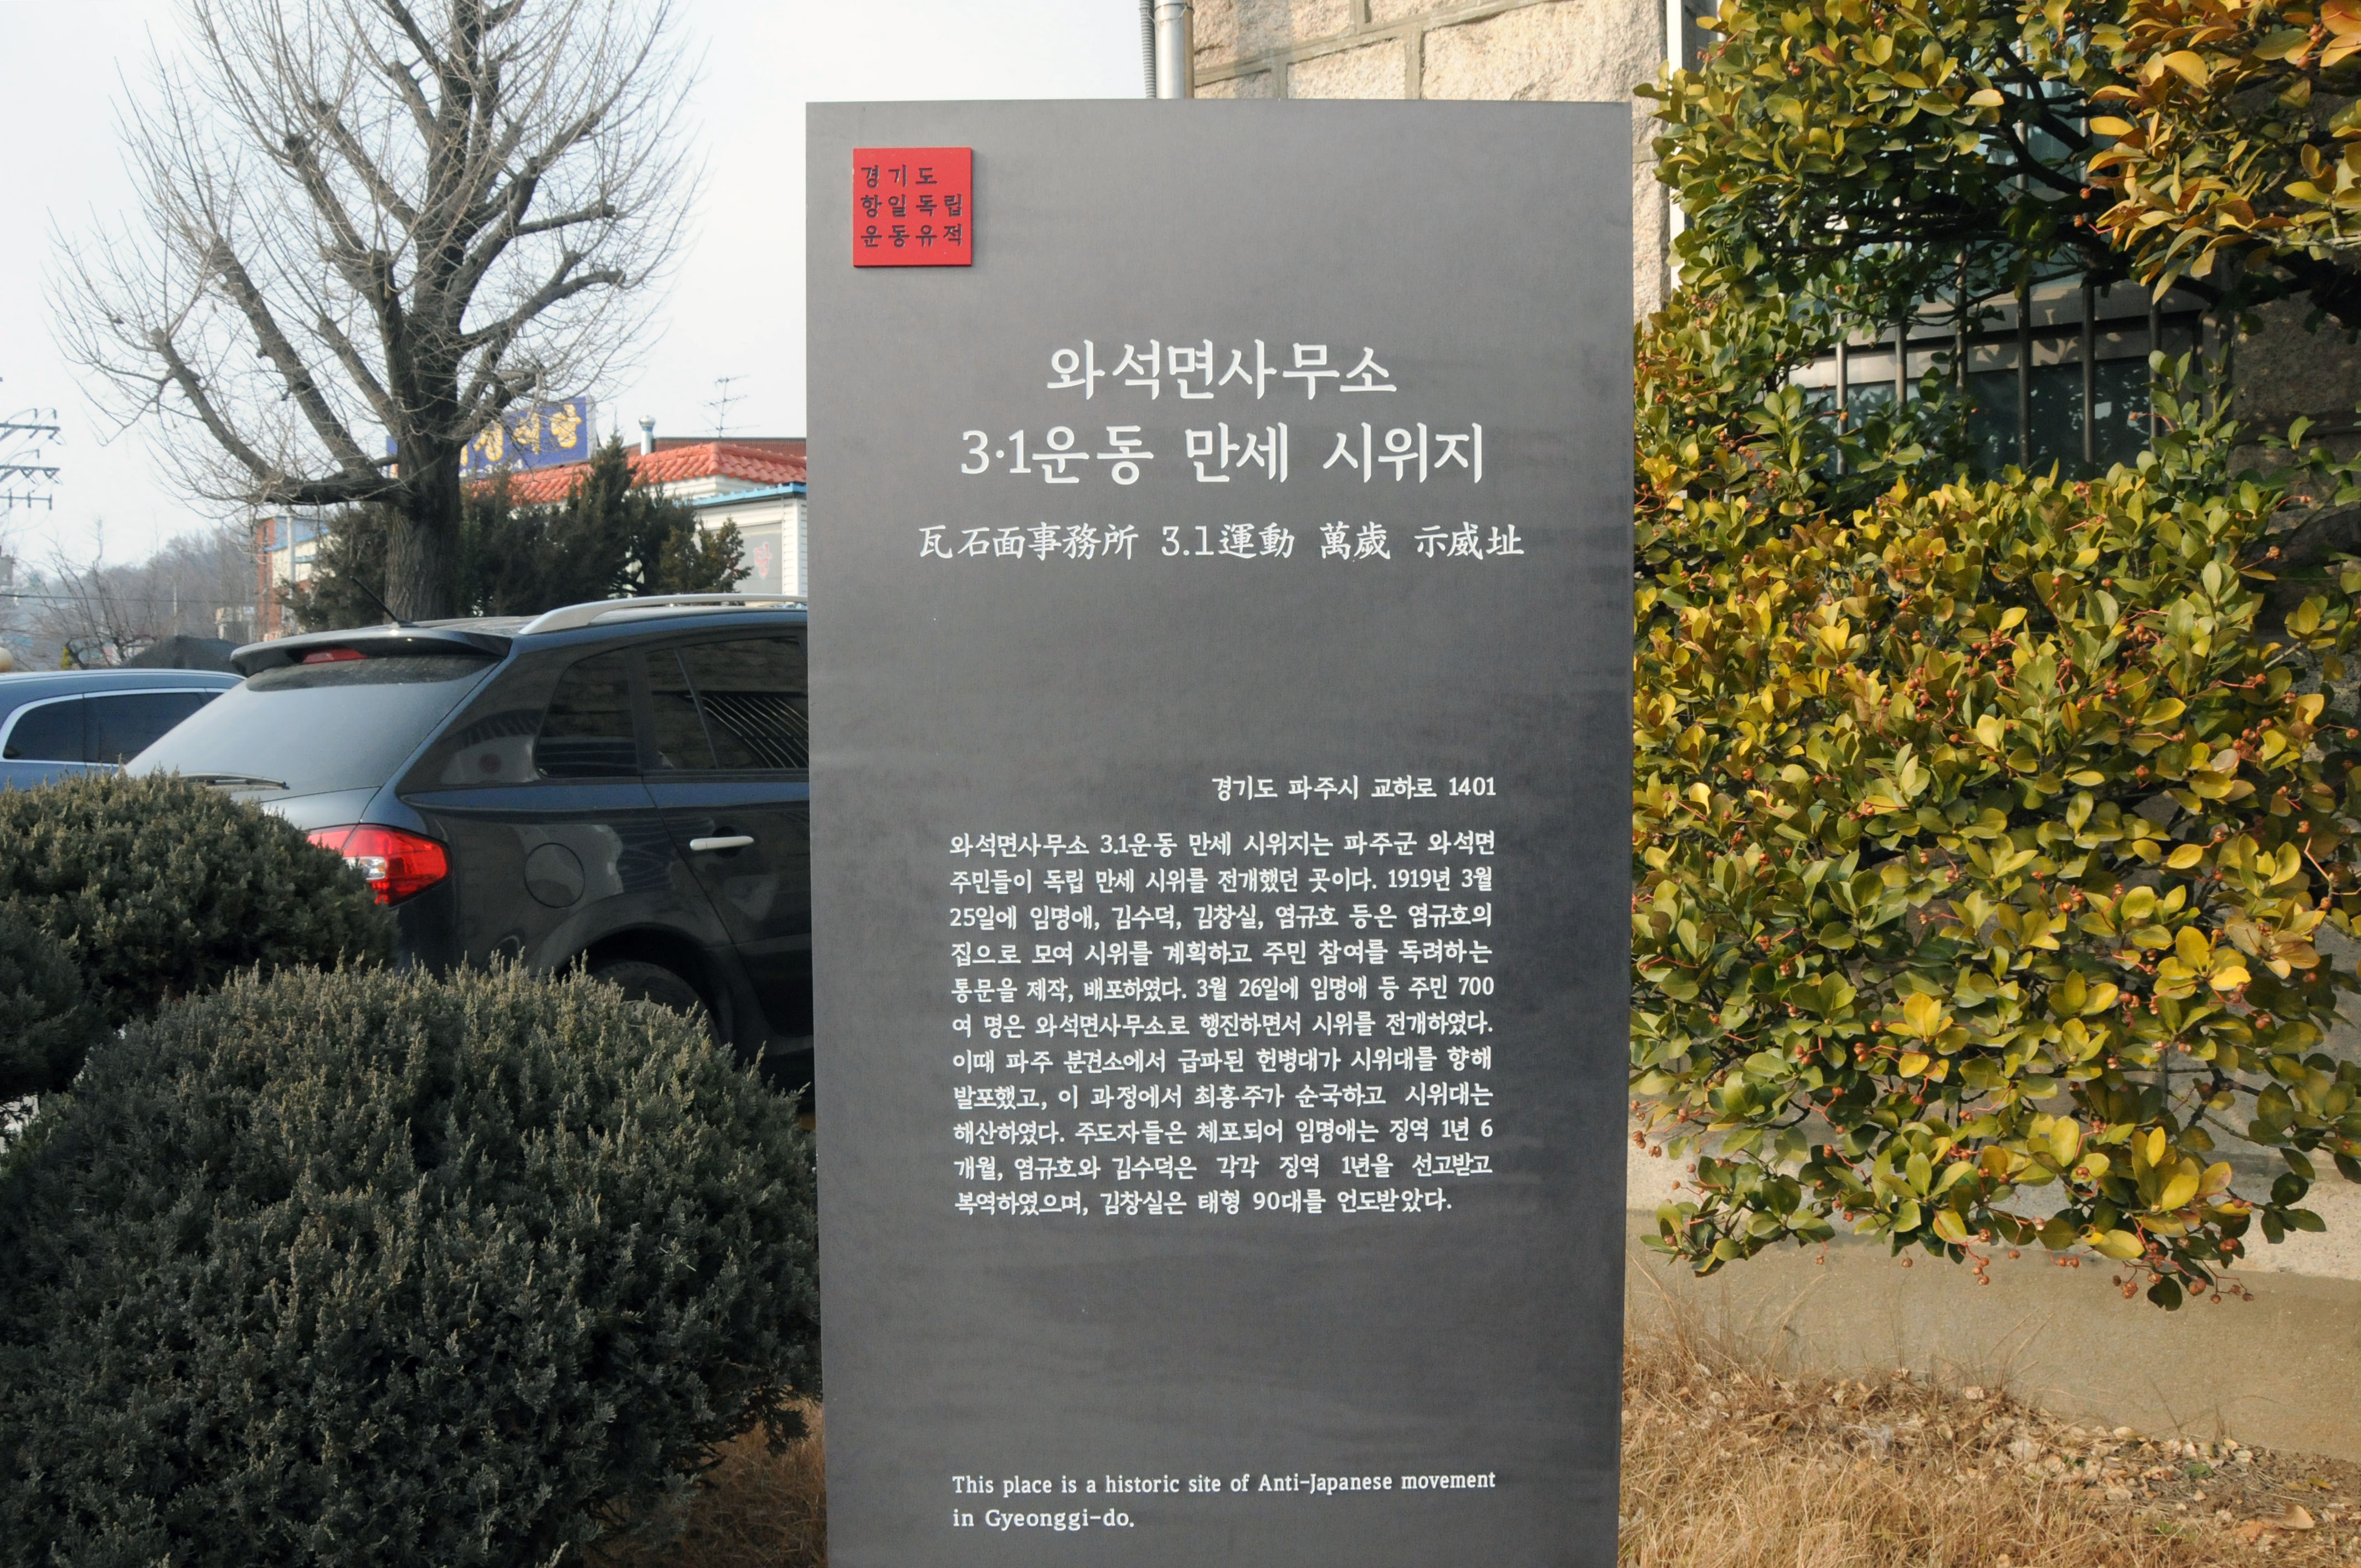 경기도
항일독립
운동유적
와석면사무소
3·1운동 만세 시위지
瓦石面事務所 3.1運動 萬歲 示威址
경기도 파주시 교하로 1401
와석면사무소 3.1운동 만세 시위지는 파주군 와석면
주민들이 독립 만세 시위를 전개했던 곳이다. 1919년 3월
25일에 임명애, 김수덕, 김창실, 염규호 등은 염규호의
집으로 모여 시위를 계획하고 주민 참여를 독려하는
통문을 제작, 배포하였다. 3월 26일에 임명애 등 주민 700
여 명은 와석면사무소로 행진하면서 시위를 전개하였다.
이때 파주 분견소에서 급파된 헌병대가 시위대를 향해
발포했고, 이 과정에서 최홍주가 순국하고 시위대는
해산하였다. 주도자들은 체포되어 임명애는 징역 1년 6
개월, 염규호와 김수덕은 각각 징역 1년을 선고받고
복역하였으며, 김창실은 태형 90대를 언도받았다.
This place is a historic site of Anti-Japanese movement
in Gyeonggi-do.